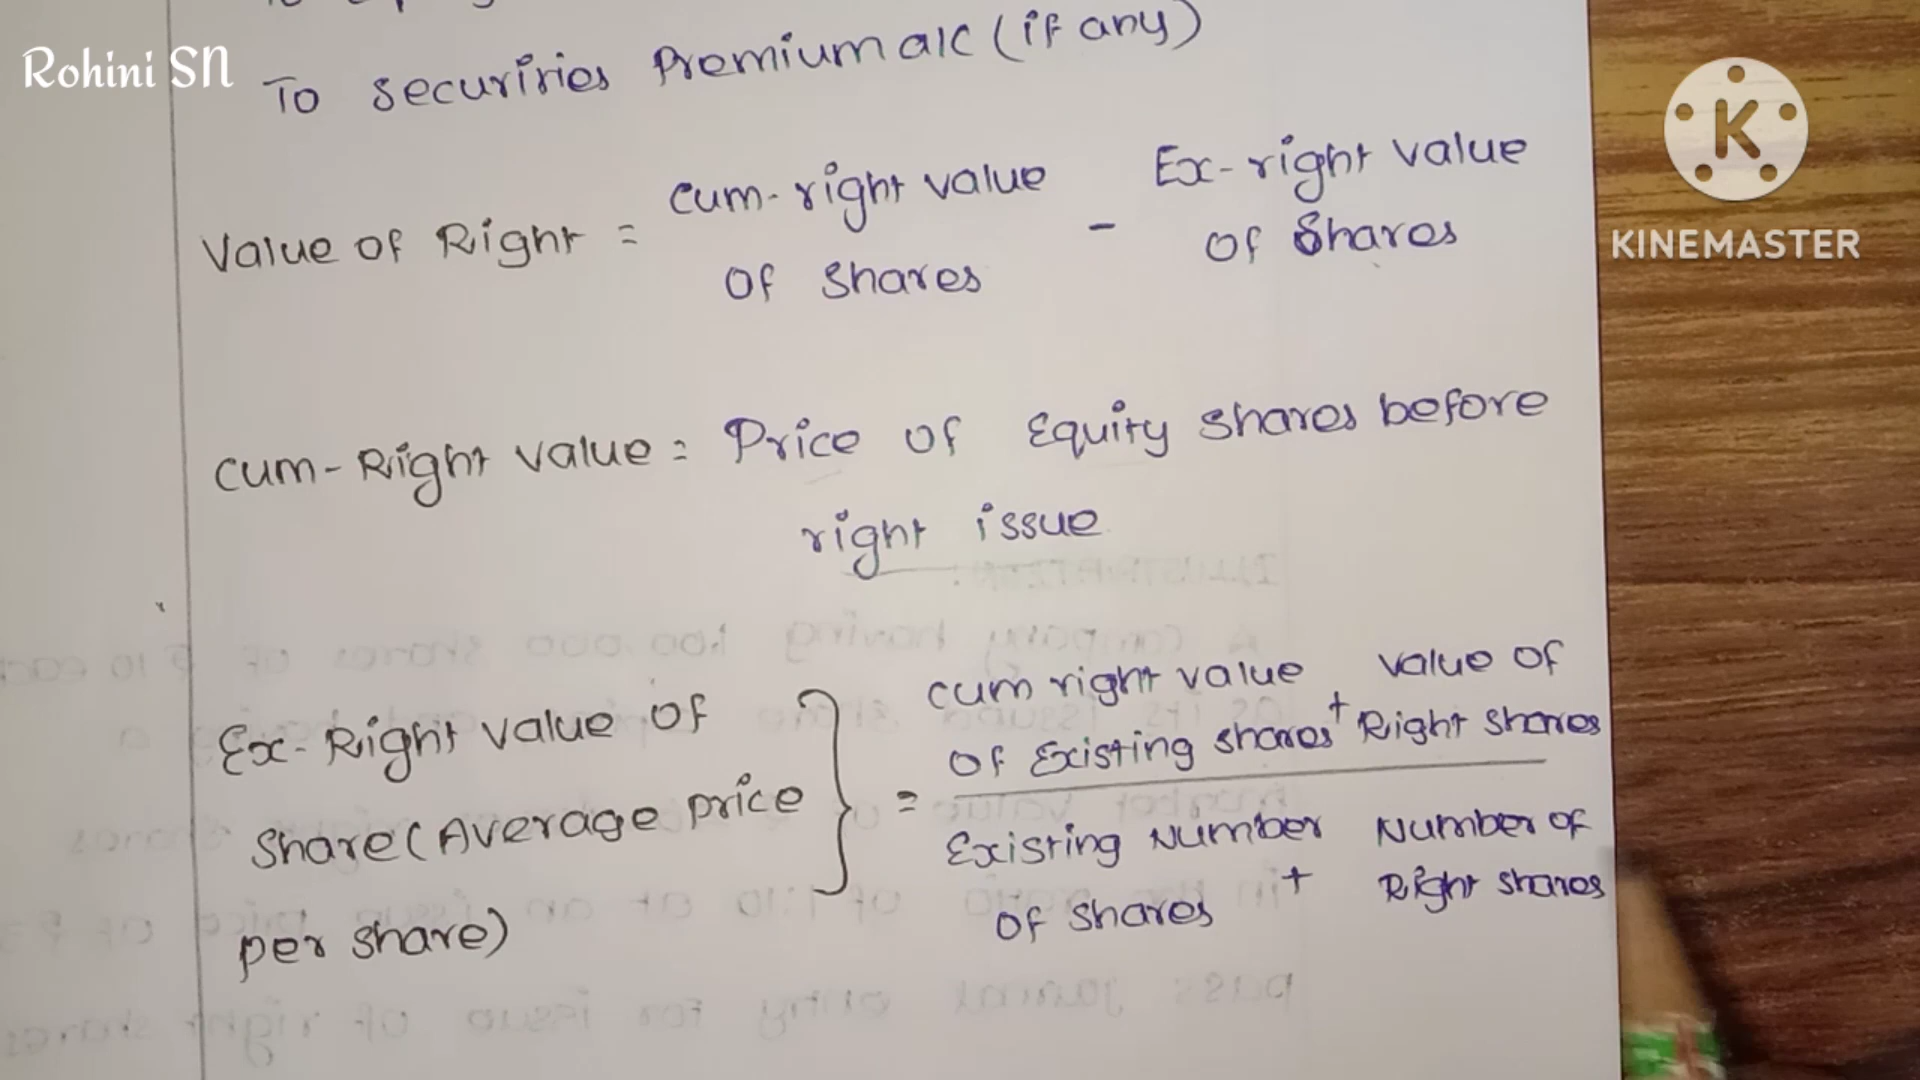 Rohini SN
To securiries Premium a/c (if any)
KINEMASTER
Value of Right = cum-right value of shares - Ex-right value of Shares
cum-Right value = Price of Equity shares before
right issue
Ex-Right value of Share (Average price per share) = cum right value of Existing shares + value of Right shares
Existing Number of shares + Number of Right shares